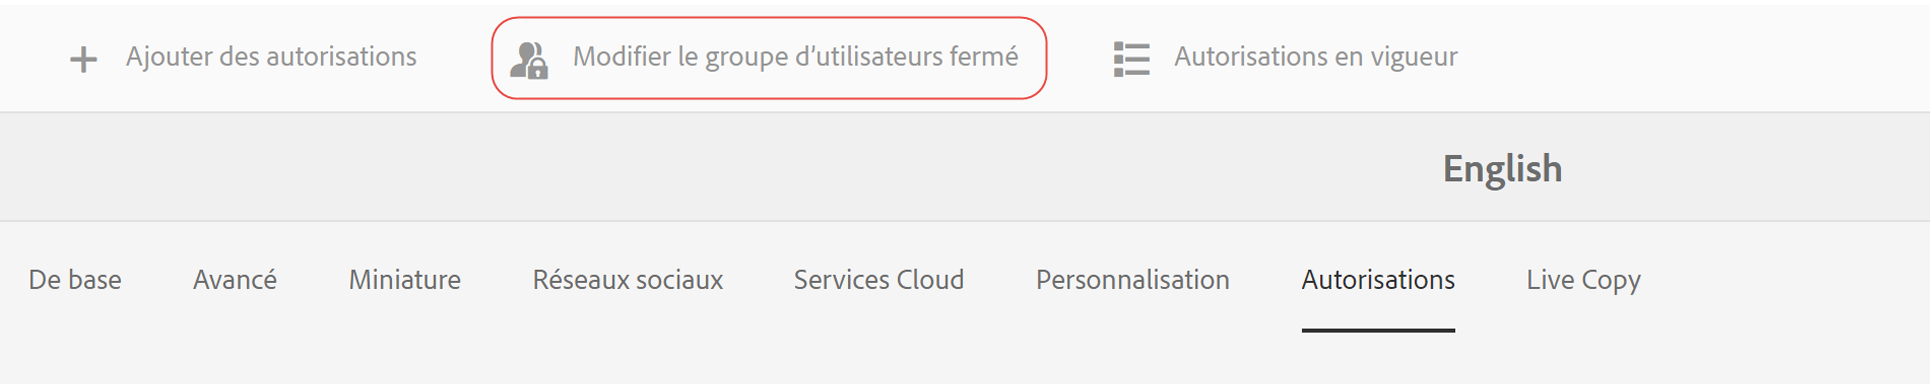 Ajouter des autorisations Modifier le groupe d’utilisateurs fermé Autorisations en vigueur
English
De base Avancé Miniature Réseaux sociaux Services Cloud Personnalisation Autorisations Live Copy